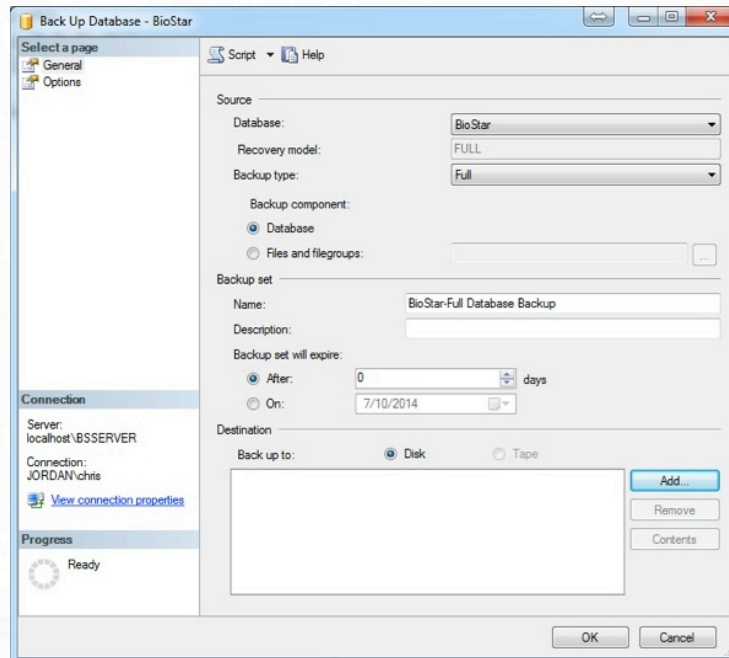 Back Up Database - BioStar
Select a page
General
Options
Script Help
Source
Database: BioStar
Recovery model: FULL
Backup type: Full
Backup component:
Database
Files and filegroups: ...
Backup set
Name: BioStar-Full Database Backup
Description:
Backup set will expire:
After: 0 days
On: 7/10/2014
Destination
Back up to: Disk Tape
Add...
Remove
Contents
Connection
Server:
localhost\BSSERVER
Connection:
JORDAN\chris
View connection properties
Progress
Ready
OK Cancel